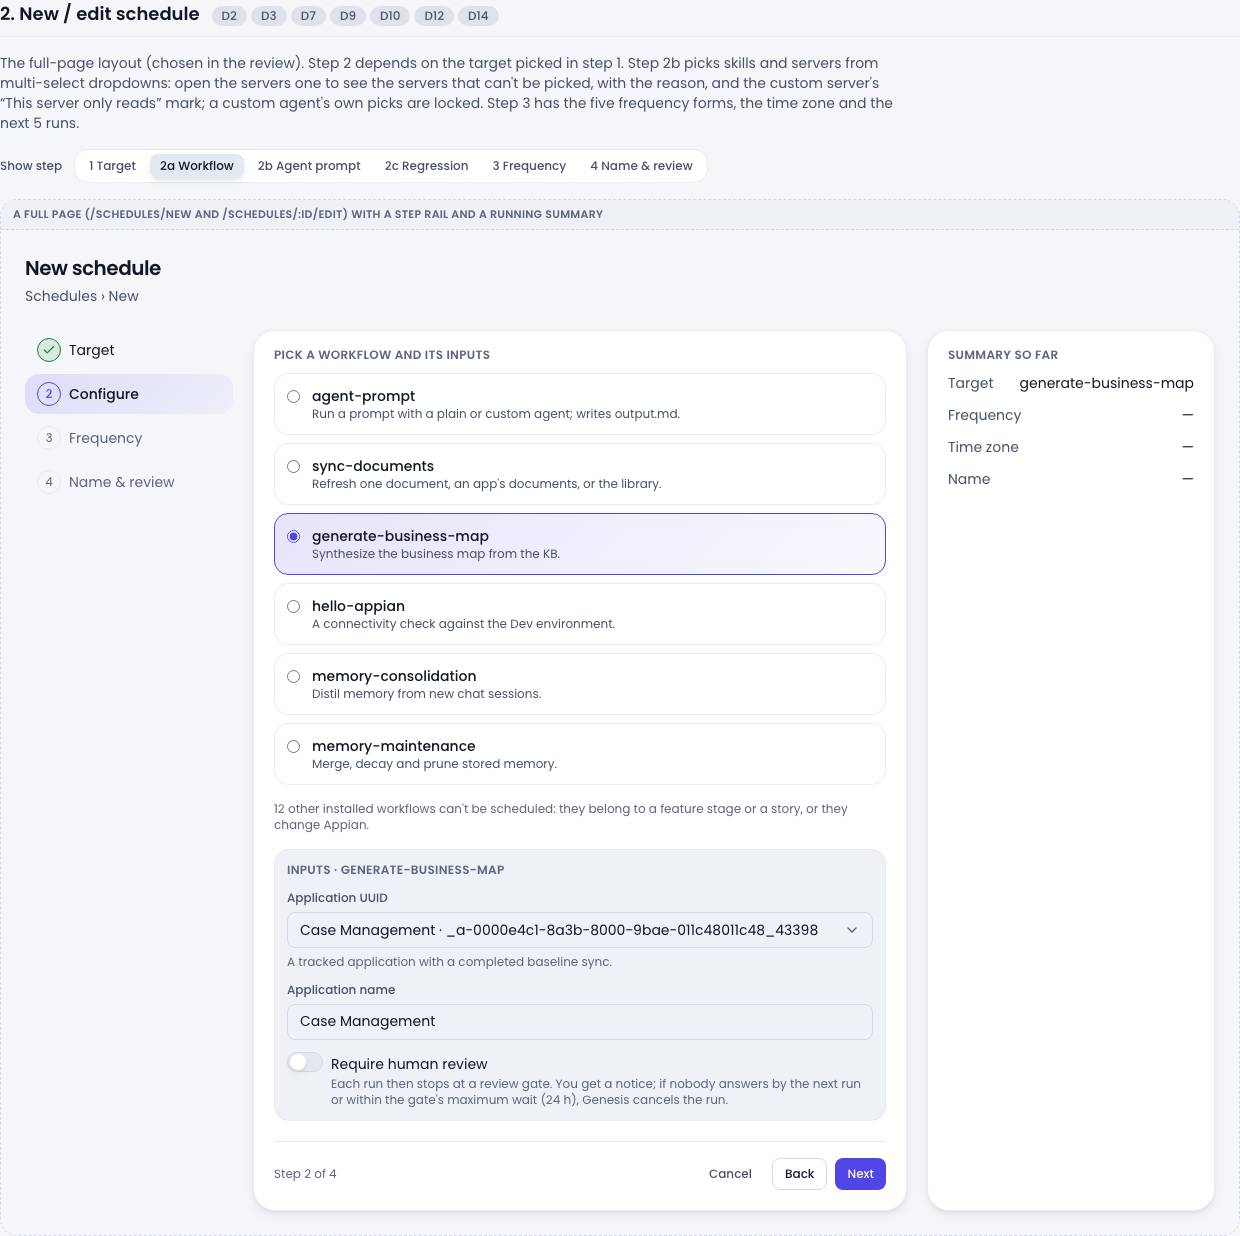 2. New / edit schedule D2 D3 D7 D9 D10 D12 D14
The full-page layout (chosen in the review). Step 2 depends on the target picked in step 1. Step 2b picks skills and servers from
multi-select dropdowns: open the servers one to see the servers that can't be picked, with the reason, and the custom server's
“This server only reads” mark; a custom agent's own picks are locked. Step 3 has the five frequency forms, the time zone and the
next 5 runs.
Show step 1 Target 2a Workflow 2b Agent prompt 2c Regression 3 Frequency 4 Name & review
A FULL PAGE (/SCHEDULES/NEW AND /SCHEDULES/:ID/EDIT) WITH A STEP RAIL AND A RUNNING SUMMARY
New schedule
Schedules › New
Target
2 Configure
3 Frequency
4 Name & review
PICK A WORKFLOW AND ITS INPUTS
agent-prompt
Run a prompt with a plain or custom agent; writes output.md.
sync-documents
Refresh one document, an app's documents, or the library.
generate-business-map
Synthesize the business map from the KB.
hello-appian
A connectivity check against the Dev environment.
memory-consolidation
Distil memory from new chat sessions.
memory-maintenance
Merge, decay and prune stored memory.
12 other installed workflows can't be scheduled: they belong to a feature stage or a story, or they
change Appian.
INPUTS · GENERATE-BUSINESS-MAP
Application UUID
Case Management · _a-0000e4c1-8a3b-8000-9bae-011c48011c48_43398
A tracked application with a completed baseline sync.
Application name
Case Management
Require human review
Each run then stops at a review gate. You get a notice; if nobody answers by the next run
or within the gate's maximum wait (24 h), Genesis cancels the run.
Step 2 of 4 Cancel Back Next
SUMMARY SO FAR
Target generate-business-map
Frequency —
Time zone —
Name —